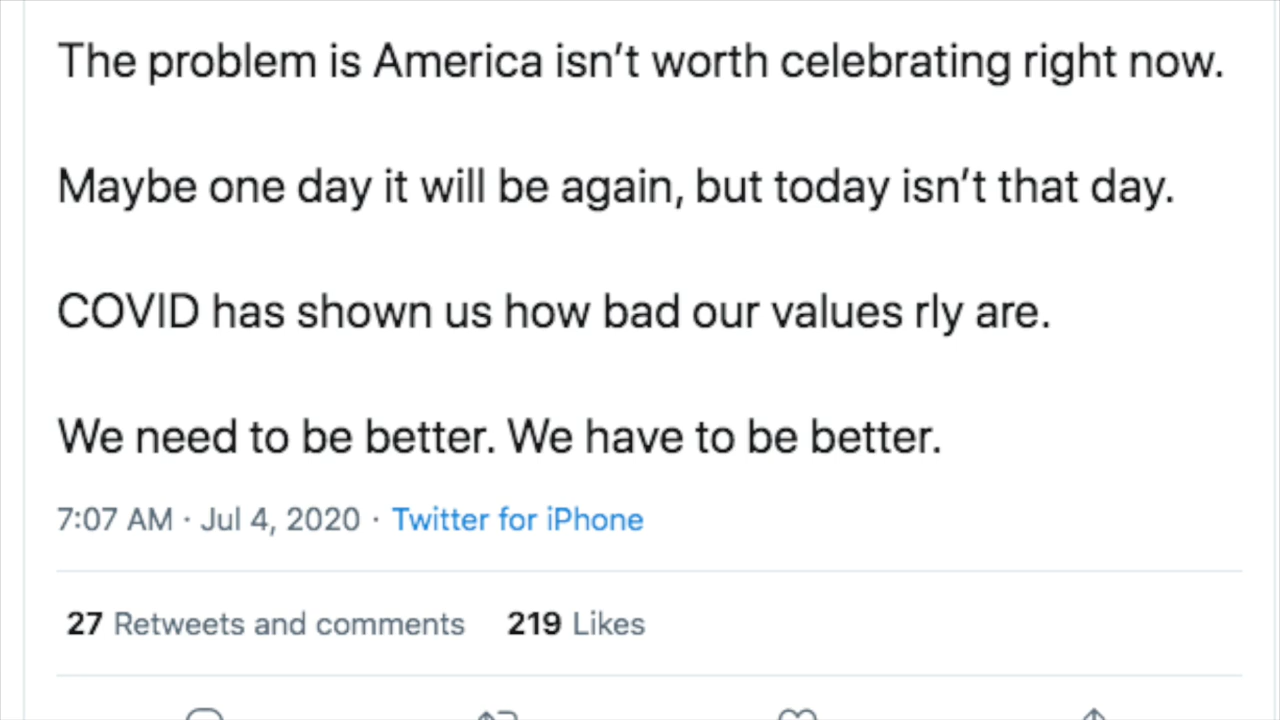 The problem is America isn’t worth celebrating right now.
Maybe one day it will be again, but today isn’t that day.
COVID has shown us how bad our values rly are.
We need to be better. We have to be better.
7:07 AM · Jul 4, 2020 · Twitter for iPhone
27 Retweets and comments 219 Likes